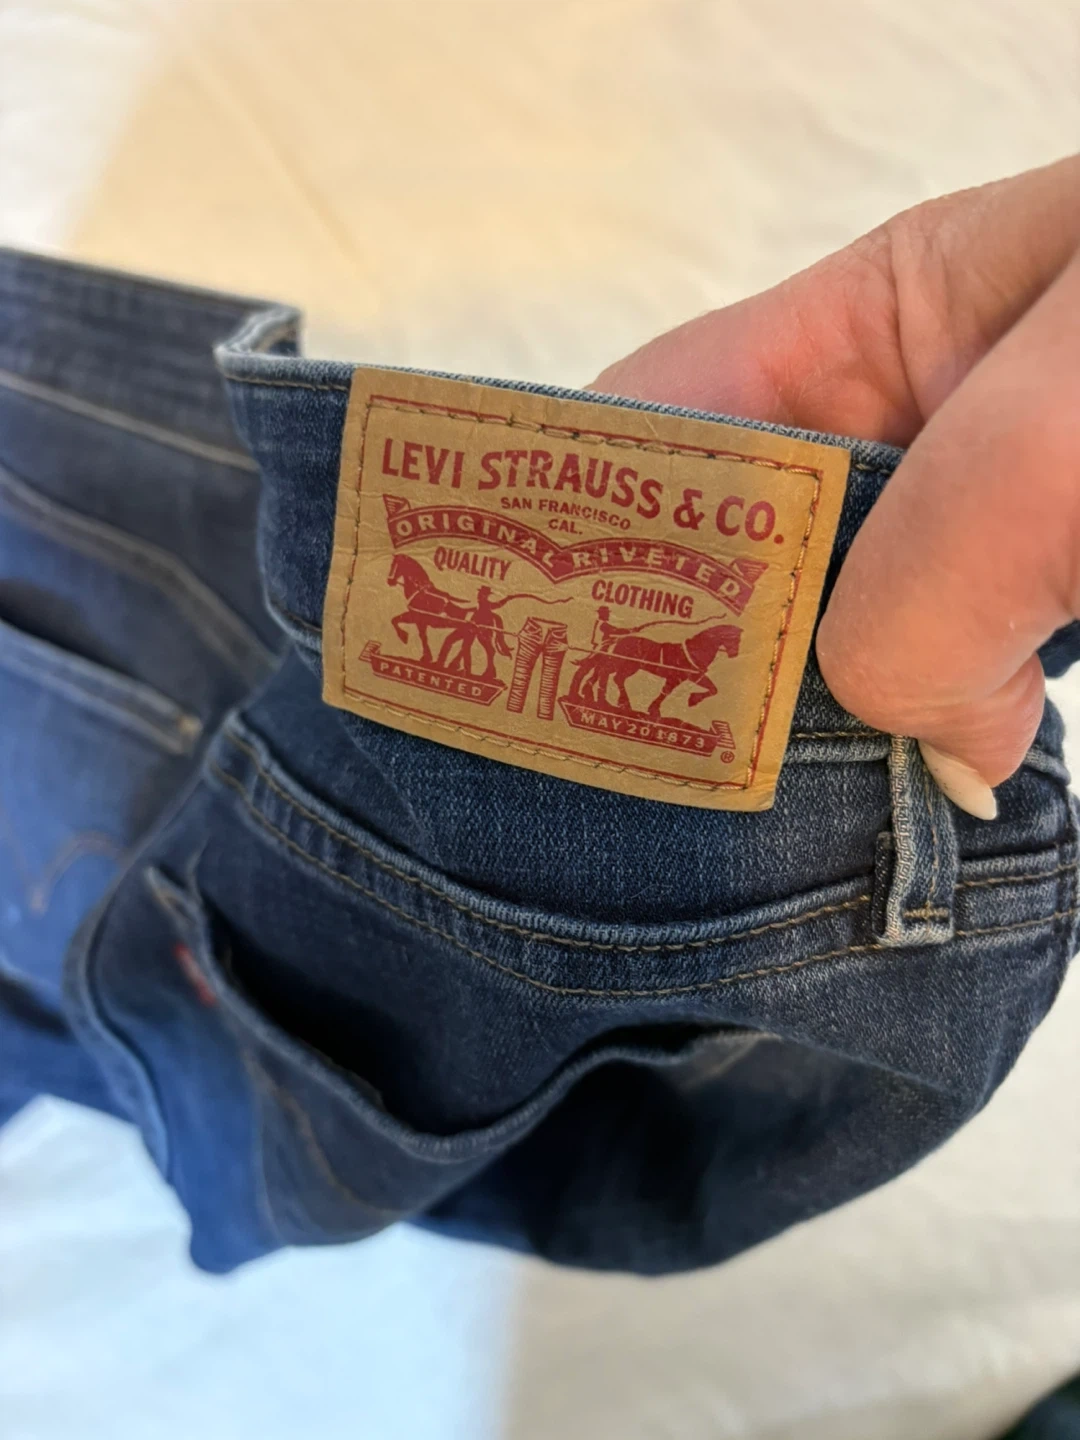 LEVI STRAUSS & CO.
SAN FRANCISCO
CAL.
ORIGINAL RIVETED
QUALITY
CLOTHING
PATENTED
MAY 20 1873
®